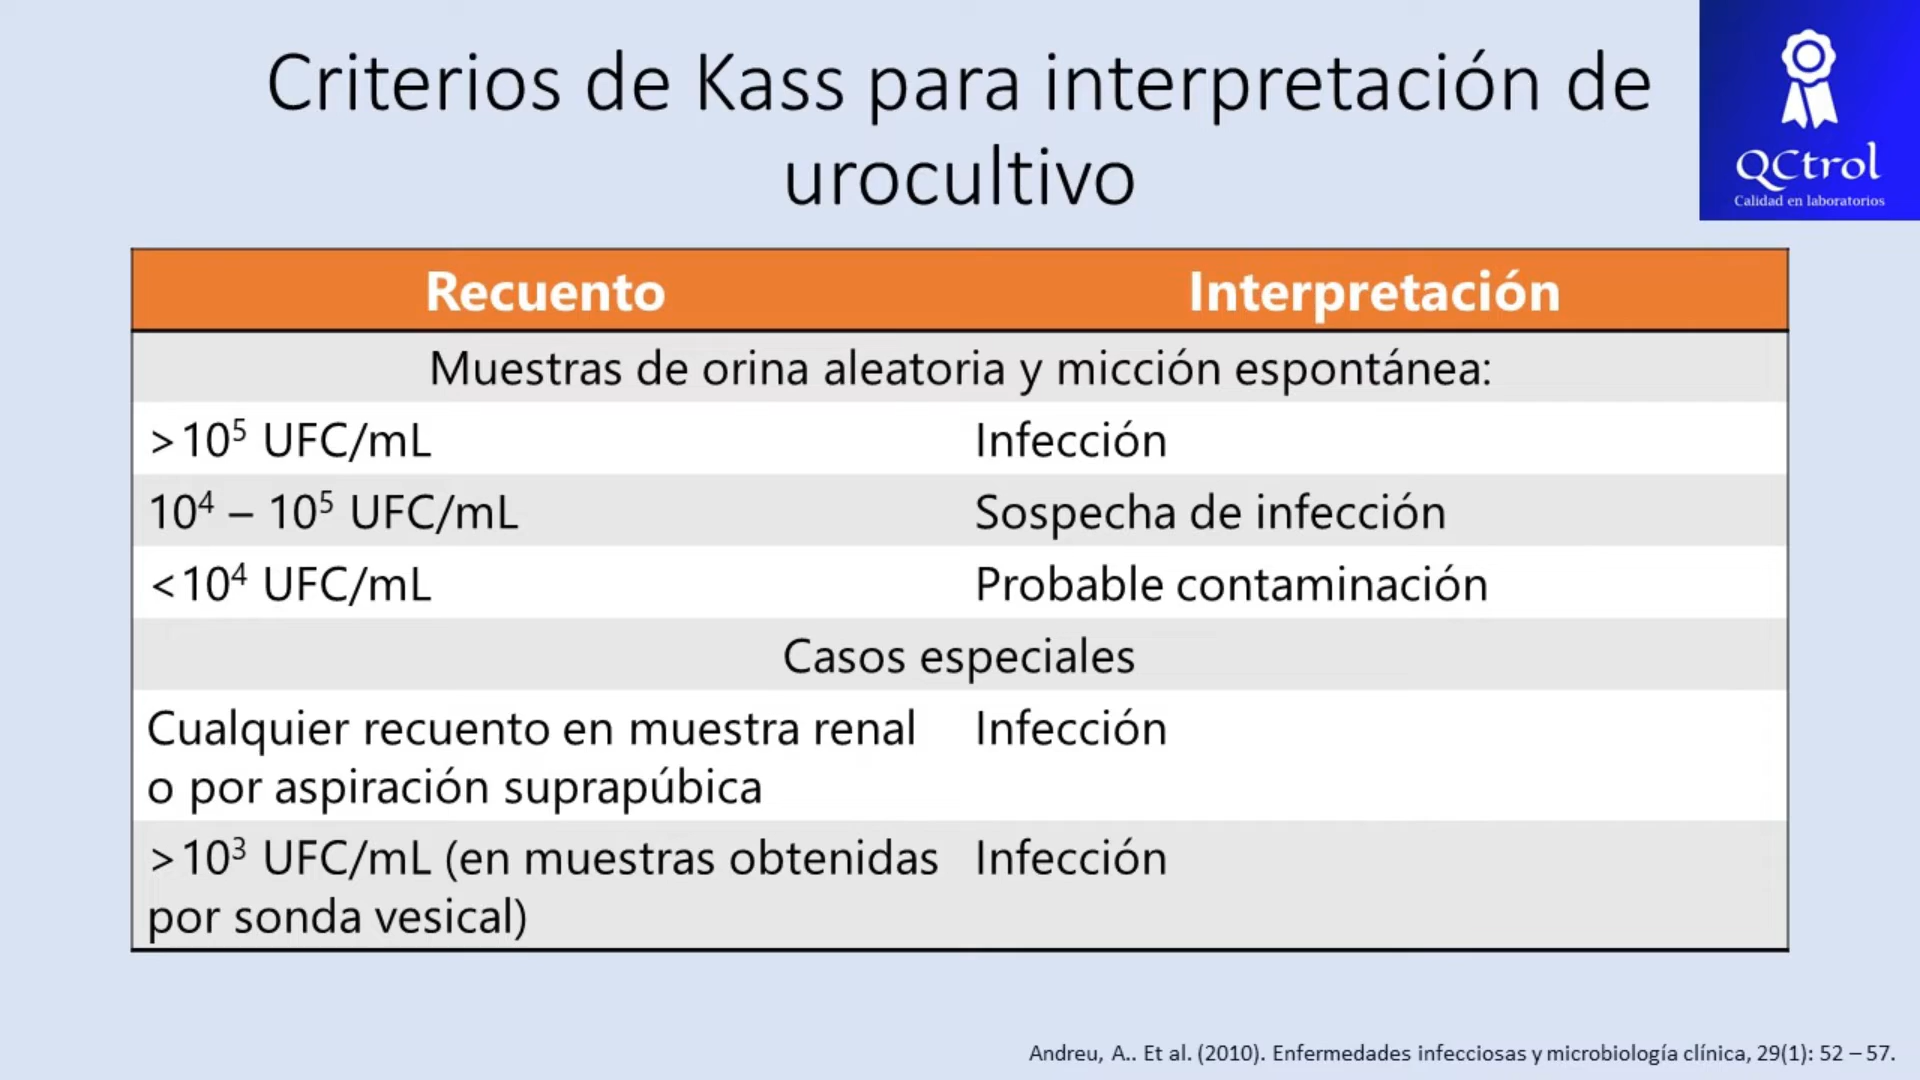 Criterios de Kass para interpretación de
urocultivo
QCtrol
Calidad en laboratorios
Recuento Interpretación
Muestras de orina aleatoria y micción espontánea:
>10⁵ UFC/mL Infección
10⁴ – 10⁵ UFC/mL Sospecha de infección
<10⁴ UFC/mL Probable contaminación
Casos especiales
Cualquier recuento en muestra renal Infección
o por aspiración suprapúbica
>10³ UFC/mL (en muestras obtenidas Infección
por sonda vesical)
Andreu, A.. Et al. (2010). Enfermedades infecciosas y microbiología clínica, 29(1): 52 – 57.